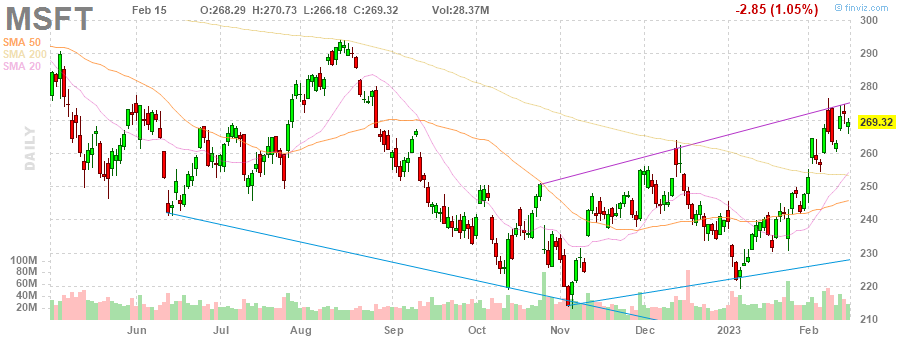 MSFT
Feb 15 O:268.29 H:270.73 L:266.18 C:269.32 Vol:28.37M -2.85 (1.05%) © finviz.com
SMA 50
SMA 200
SMA 20
DAILY
300
290
280
270
269.32
260
250
240
230
220
210
100M
80M
60M
40M
20M
Jun Jul Aug Sep Oct Nov Dec 2023 Feb